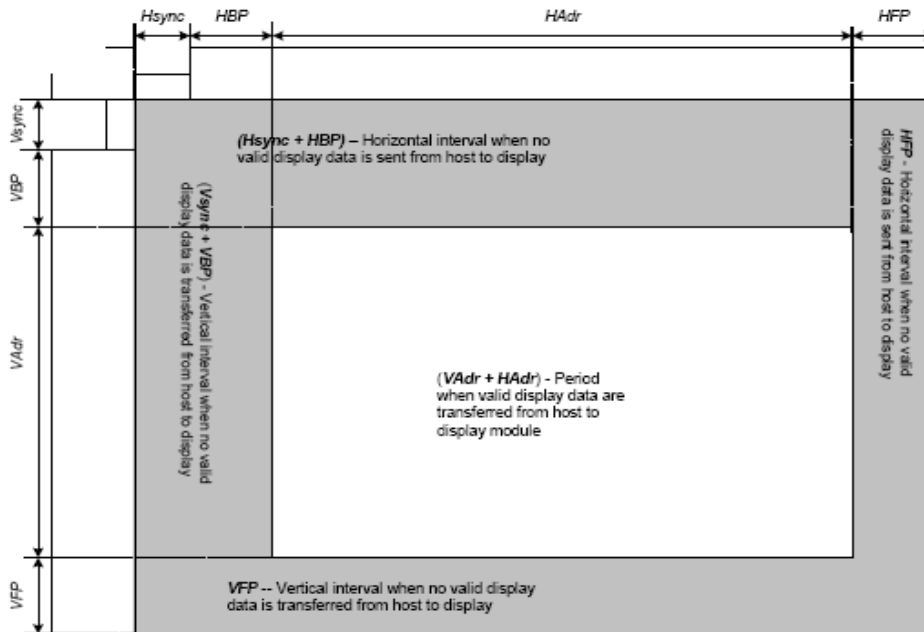 Hsync HBP HAdr HFP
Vsync
VBP
VAdr
VFP
(Hsync + HBP) – Horizontal interval when no
valid display data is sent from host to display
(Vsync + VBP) - Vertical interval when no valid
display data is transferred from host to display
HFP - Horizontal interval when no valid
display data is sent from host to display
(VAdr + HAdr) - Period
when valid display data are
transferred from host to
display module
VFP -- Vertical interval when no valid display
data is transferred from host to display